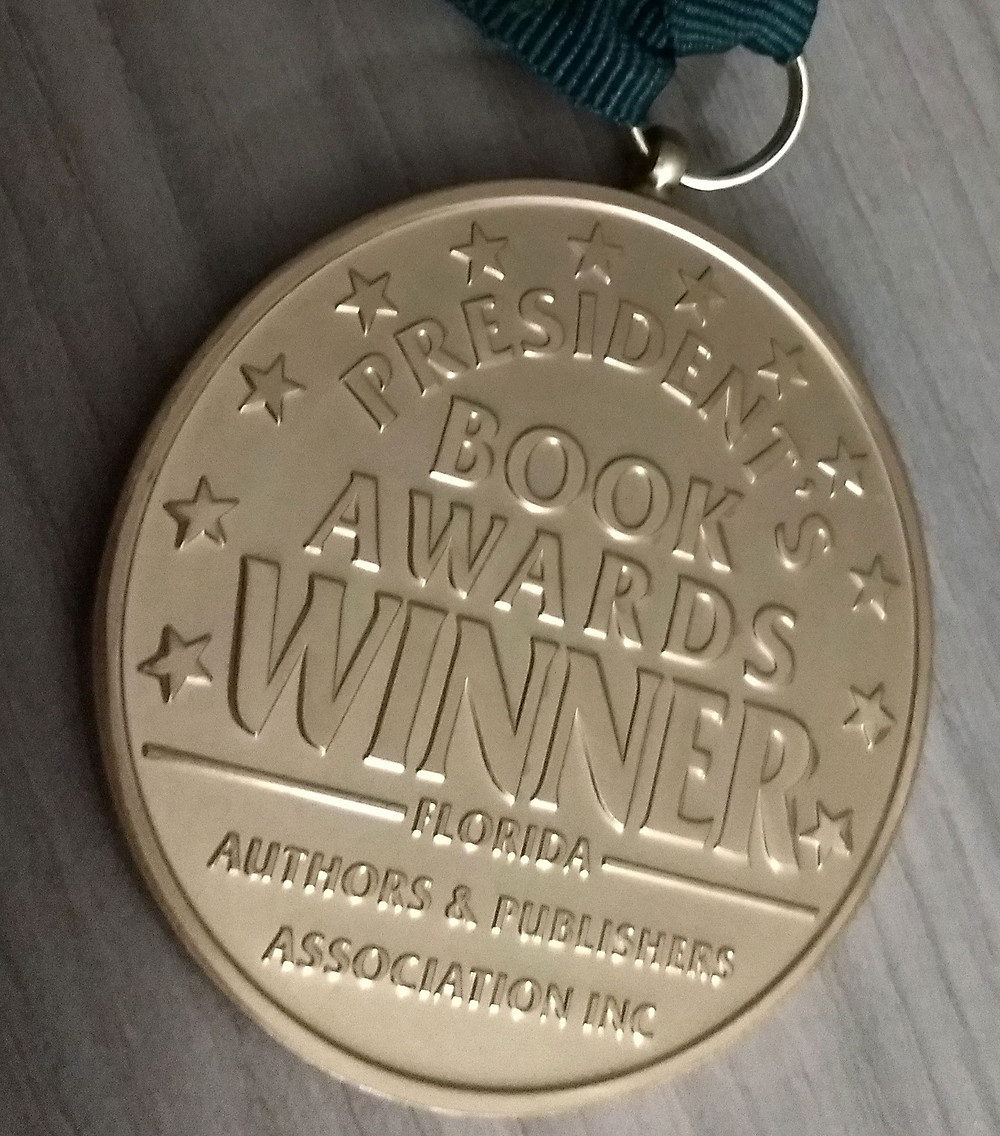 PRESIDENT'S
BOOK
AWARDS
WINNER
FLORIDA
AUTHORS & PUBLISHERS
ASSOCIATION INC